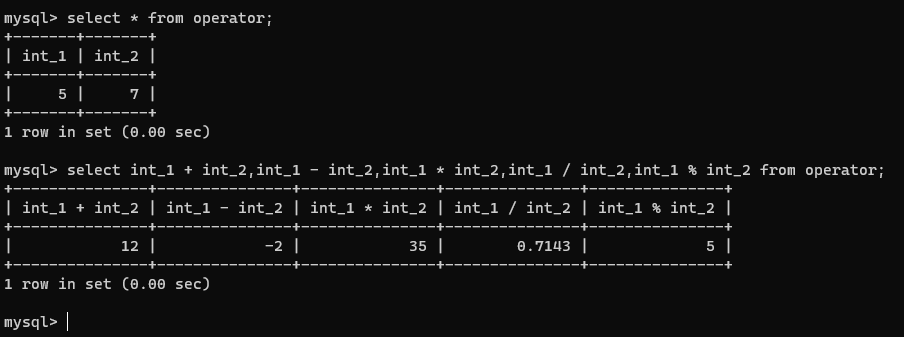 mysql> select * from operator;
+-------+-------+
| int_1 | int_2 |
+-------+-------+
|     5 |     7 |
+-------+-------+
1 row in set (0.00 sec)
mysql> select int_1 + int_2,int_1 - int_2,int_1 * int_2,int_1 / int_2,int_1 % int_2 from operator;
+---------------+---------------+---------------+---------------+---------------+
| int_1 + int_2 | int_1 - int_2 | int_1 * int_2 | int_1 / int_2 | int_1 % int_2 |
+---------------+---------------+---------------+---------------+---------------+
|            12 |            -2 |            35 |        0.7143 |             5 |
+---------------+---------------+---------------+---------------+---------------+
1 row in set (0.00 sec)
mysql>